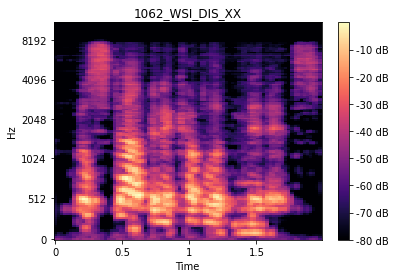 1062_WSI_DIS_XX
8192
4096
2048
1024
512
0
Hz
0
0.5
1
1.5
Time
-10 dB
-20 dB
-30 dB
-40 dB
-50 dB
-60 dB
-70 dB
-80 dB